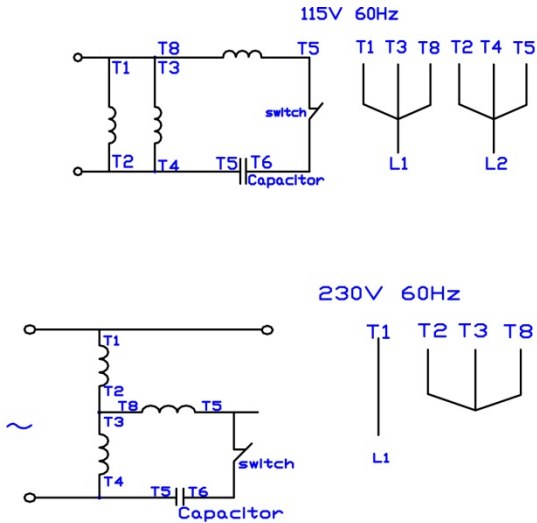 115V 60Hz
T8 T5 T1 T3 T8 T2 T4 T5
T1 T3
switch
T2 T4 T5 T6 L1 L2
Capacitor
230V 60Hz
T1 T1 T2 T3 T8
T2
T8 T5
T3
switch L1
T4
T5 T6
Capacitor